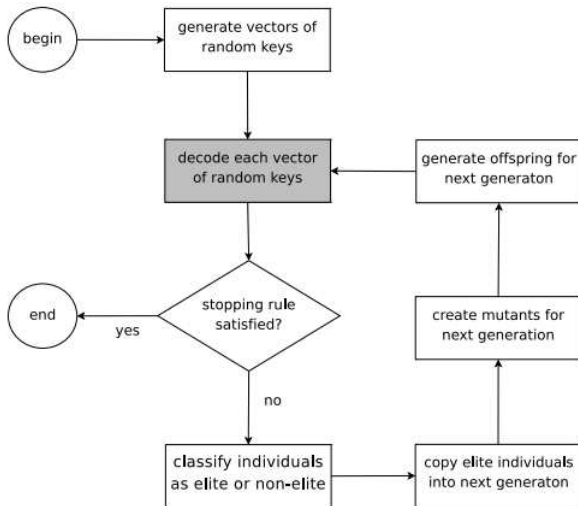 begin
generate vectors of
random keys
decode each vector
of random keys
generate offspring for
next generaton
stopping rule
satisfied?
end
yes
create mutants for
next generation
no
classify individuals
as elite or non-elite
copy elite individuals
into next generaton